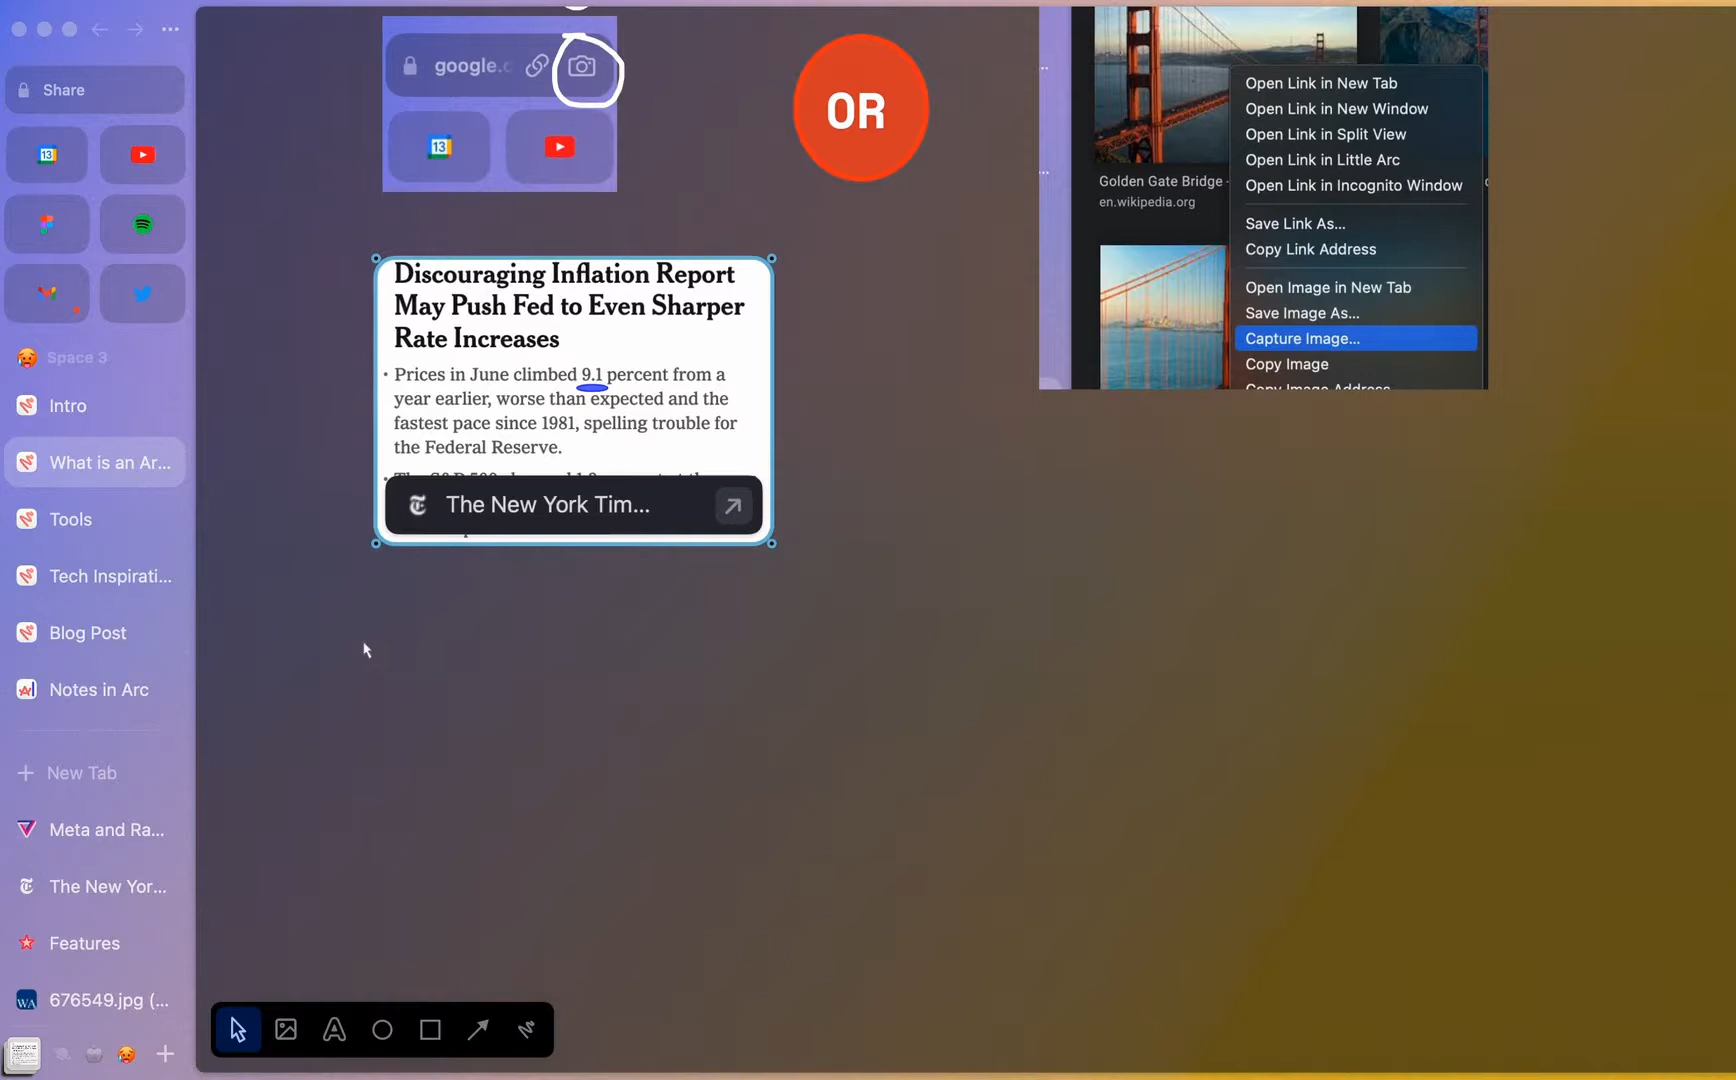 Share
13
Space 3
Intro
What is an Ar...
Tools
Tech Inspirati...
Blog Post
Notes in Arc
New Tab
Meta and Ra...
The New Yor...
Features
WA
676549.jpg (...
google.c
13
OR
Discouraging Inflation Report
May Push Fed to Even Sharper
Rate Increases
• Prices in June climbed 9.1 percent from a
year earlier, worse than expected and the
fastest pace since 1981, spelling trouble for
the Federal Reserve.
The New York Tim...
Golden Gate Bridge -
en.wikipedia.org
Open Link in New Tab
Open Link in New Window
Open Link in Split View
Open Link in Little Arc
Open Link in Incognito Window
Save Link As...
Copy Link Address
Open Image in New Tab
Save Image As...
Capture Image...
Copy Image
Copy Image Address